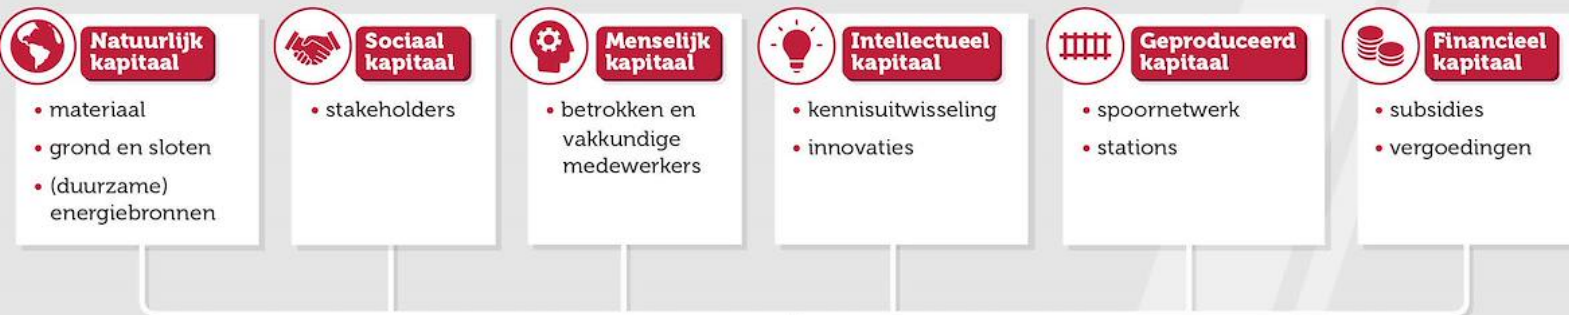 Natuurlijk
kapitaal
• materiaal
• grond en sloten
• (duurzame)
energiebronnen
Sociaal
kapitaal
• stakeholders
Menselijk
kapitaal
• betrokken en
vakkundige
medewerkers
Intellectueel
kapitaal
• kennisuitwisseling
• innovaties
Geproduceerd
kapitaal
• spoornetwerk
• stations
Financieel
kapitaal
• subsidies
• vergoedingen